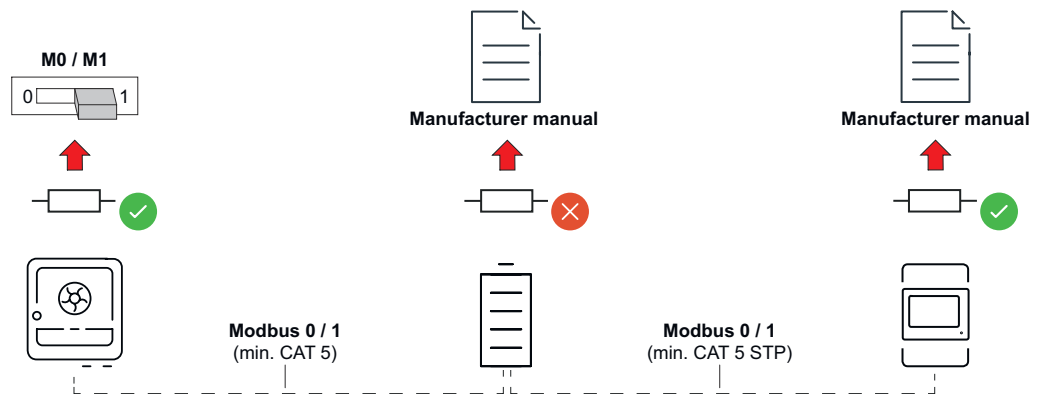 M0 / M1
0 1
Manufacturer manual
Manufacturer manual
Modbus 0 / 1
(min. CAT 5)
Modbus 0 / 1
(min. CAT 5 STP)